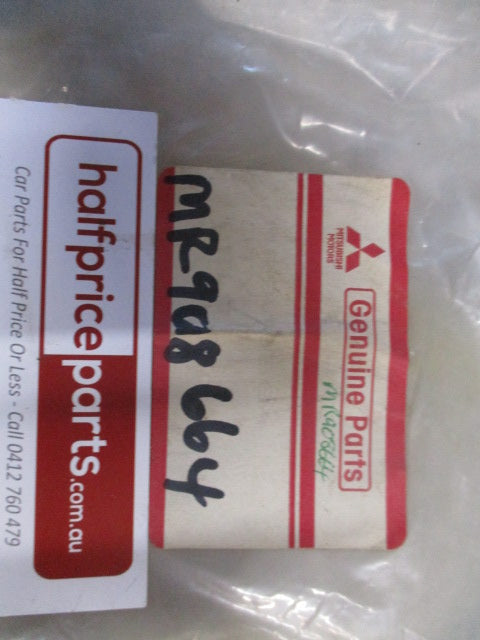 MITSUBISHI
MOTORS
Genuine Parts
MR908664
MR908664
halfpriceparts.com.au
Car Parts For Half Price Or Less - Call 0412 760 479